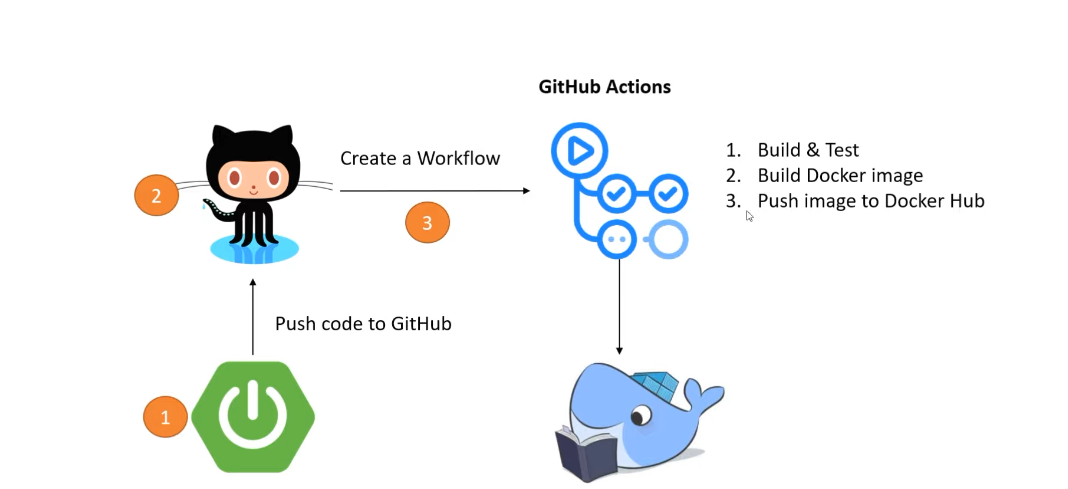 GitHub Actions
Create a Workflow
1. Build & Test
2. Build Docker image
3. Push image to Docker Hub
2
3
Push code to GitHub
1